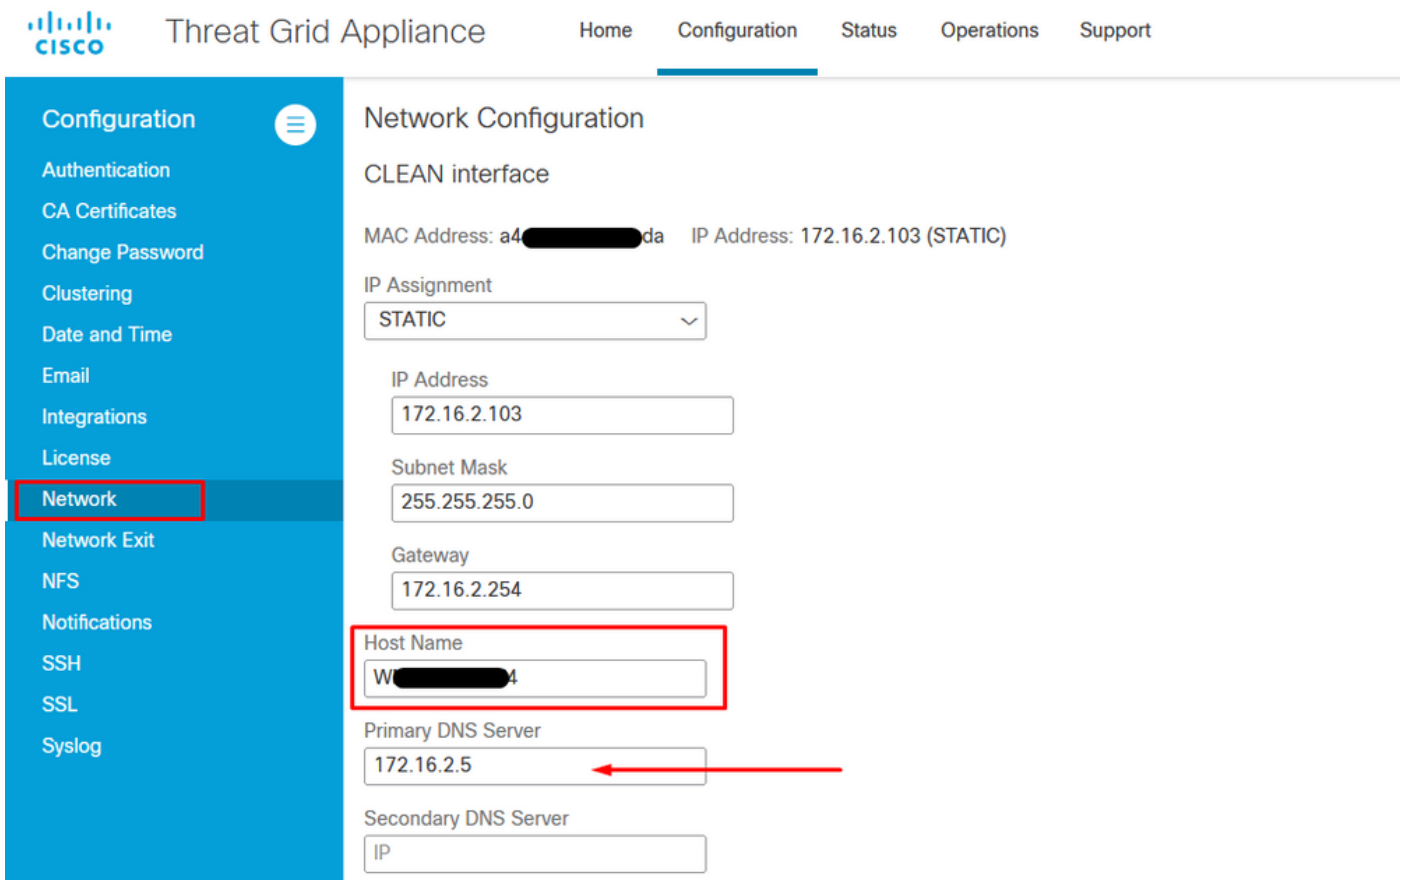 CISCO
Threat Grid Appliance
Home Configuration Status Operations Support
Configuration
Authentication
CA Certificates
Change Password
Clustering
Date and Time
Email
Integrations
License
Network
Network Exit
NFS
Notifications
SSH
SSL
Syslog
Network Configuration
CLEAN interface
MAC Address: a4 da IP Address: 172.16.2.103 (STATIC)
IP Assignment
STATIC
IP Address
172.16.2.103
Subnet Mask
255.255.255.0
Gateway
172.16.2.254
Host Name
W 4
Primary DNS Server
172.16.2.5
Secondary DNS Server
IP